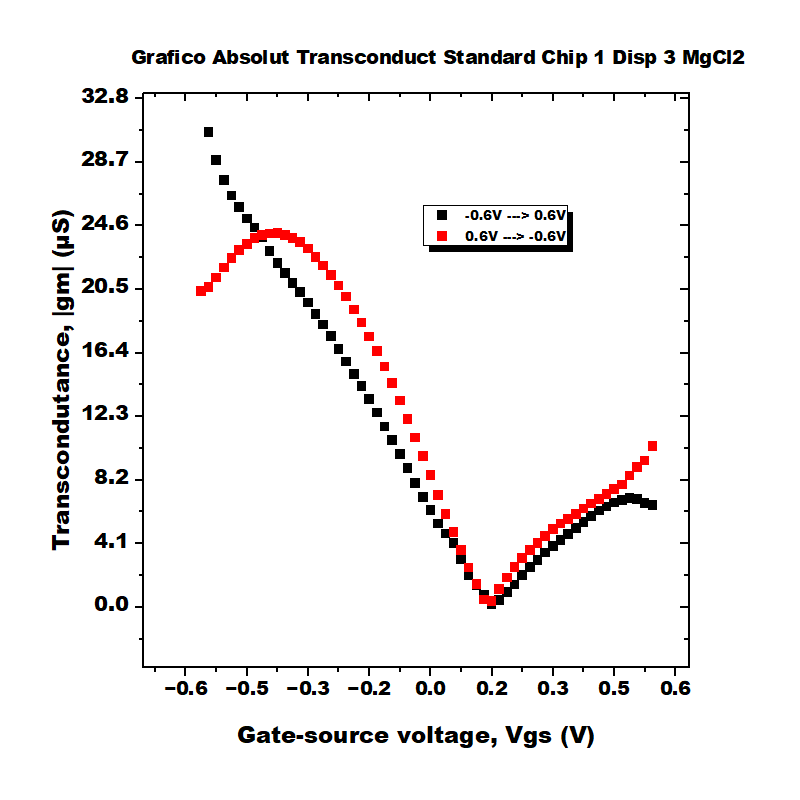 Grafico Absolut Transconduct Standard Chip 1 Disp 3 MgCl2
32.8
28.7
24.6
20.5
16.4
12.3
8.2
4.1
0.0
Transcondutance, |gm| (µS)
-0.6V ---> 0.6V
0.6V ---> -0.6V
−0.6 −0.5 −0.3 −0.2 0.0 0.2 0.3 0.5 0.6
Gate-source voltage, Vgs (V)